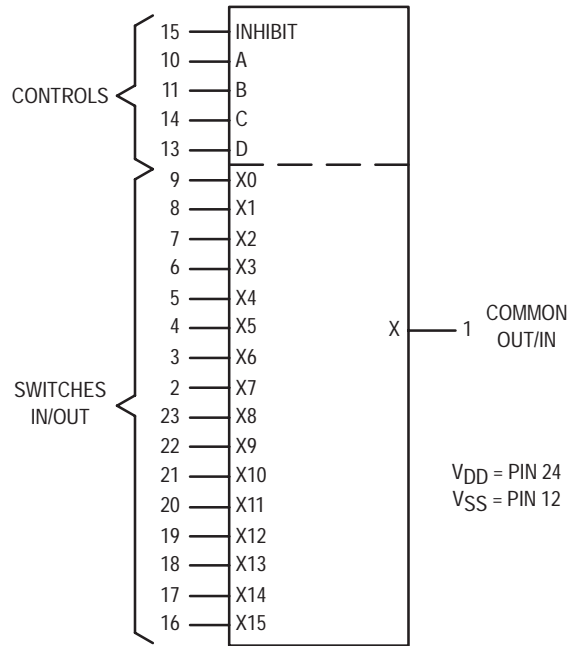 CONTROLS
15 INHIBIT
10 A
11 B
14 C
13 D
SWITCHES
IN/OUT
9 X0
8 X1
7 X2
6 X3
5 X4
4 X5
3 X6
2 X7
23 X8
22 X9
21 X10
20 X11
19 X12
18 X13
17 X14
16 X15
X 1 COMMON
OUT/IN
VDD = PIN 24
VSS = PIN 12